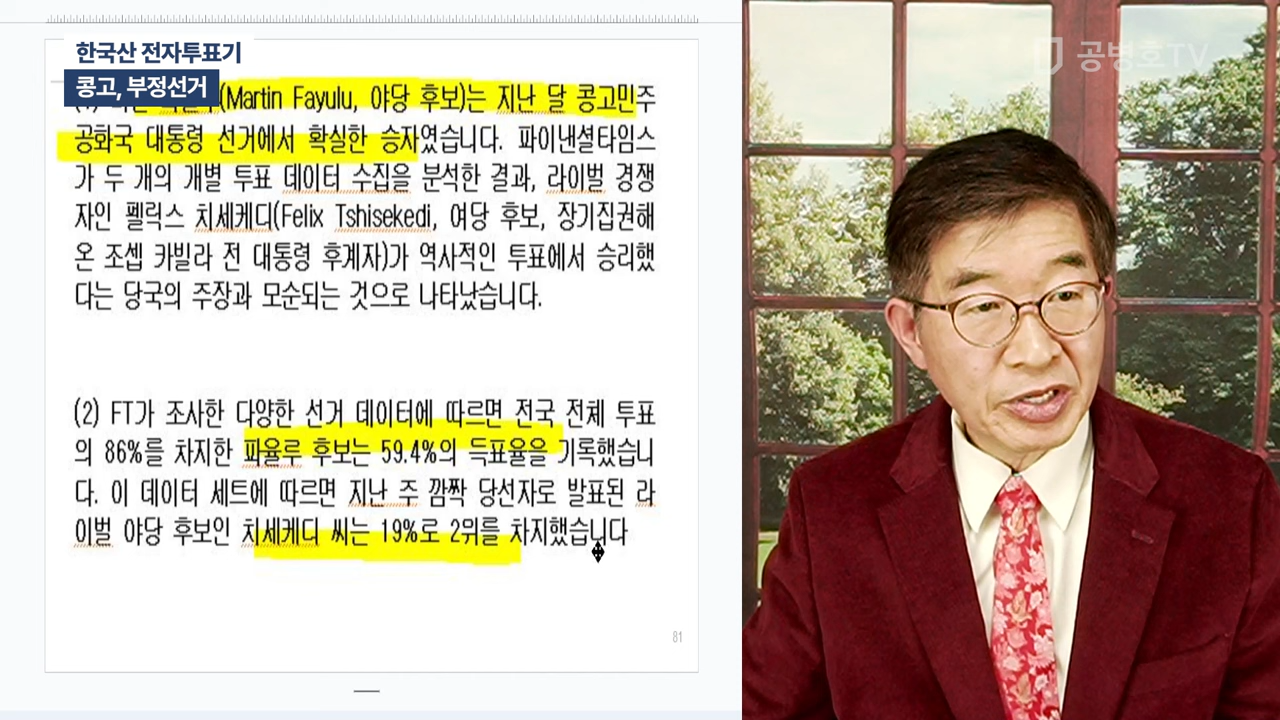 한국산 전자투표기
콩고, 부정선거
공병호TV
(Martin Fayulu, 야당 후보)는 지난 달 콩고민주
공화국 대통령 선거에서 확실한 승자였습니다. 파이낸셜타임스
가 두 개의 개별 투표 데이터 수집을 분석한 결과, 라이벌 경쟁
자인 펠릭스 치세케디(Felix Tshisekedi, 여당 후보, 장기집권해
온 조셉 카빌라 전 대통령 후계자)가 역사적인 투표에서 승리했
다는 당국의 주장과 모순되는 것으로 나타났습니다.
(2) FT가 조사한 다양한 선거 데이터에 따르면 전국 전체 투표
의 86%를 차지한 파율루 후보는 59.4%의 득표율을 기록했습니
다. 이 데이터 세트에 따르면 지난 주 깜짝 당선자로 발표된 라
이벌 야당 후보인 치세케디 씨는 19%로 2위를 차지했습니다
81